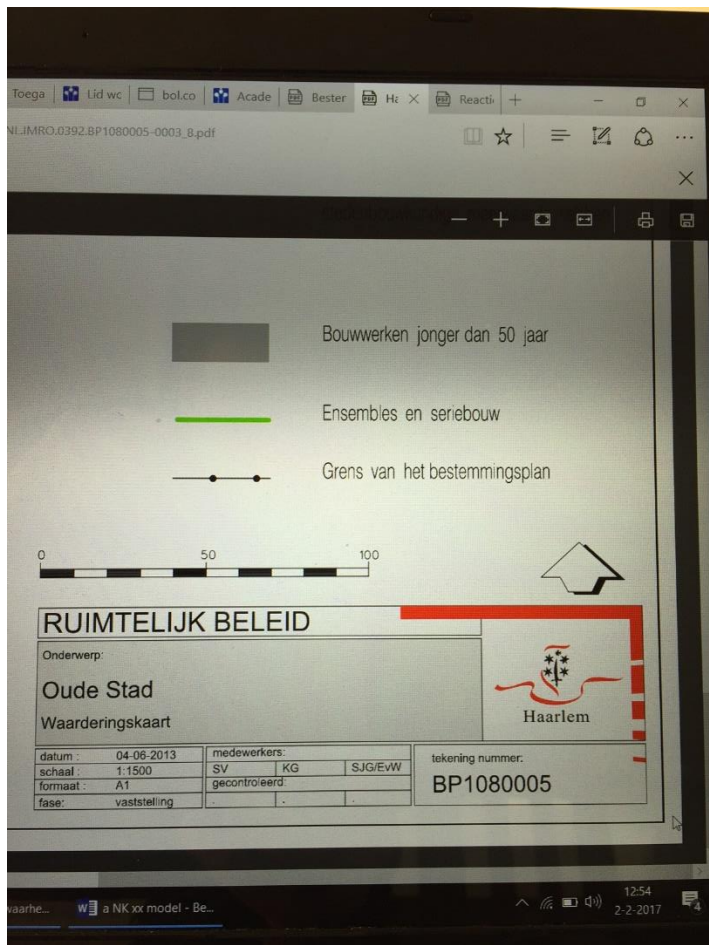 Toega Lid wc bol.co Acade Bester Ha Reacti
NI.IMRO.0392.BP1080005-0003_8.pdf
Bouwwerken jonger dan 50 jaar
Ensembles en seriebouw
Grens van het bestemmingsplan
0 50 100
RUIMTELIJK BELEID
Onderwerp:
Oude Stad
Waarderingskaart
Haarlem
datum : 04-06-2013
schaal : 1:1500
formaat : A1
fase: vaststelling
medewerkers:
SV KG SJG/EvW
gecontroleerd:
tekening nummer:
BP1080005
waarhe... a NK xx model - Be...
12:54
2-2-2017
4